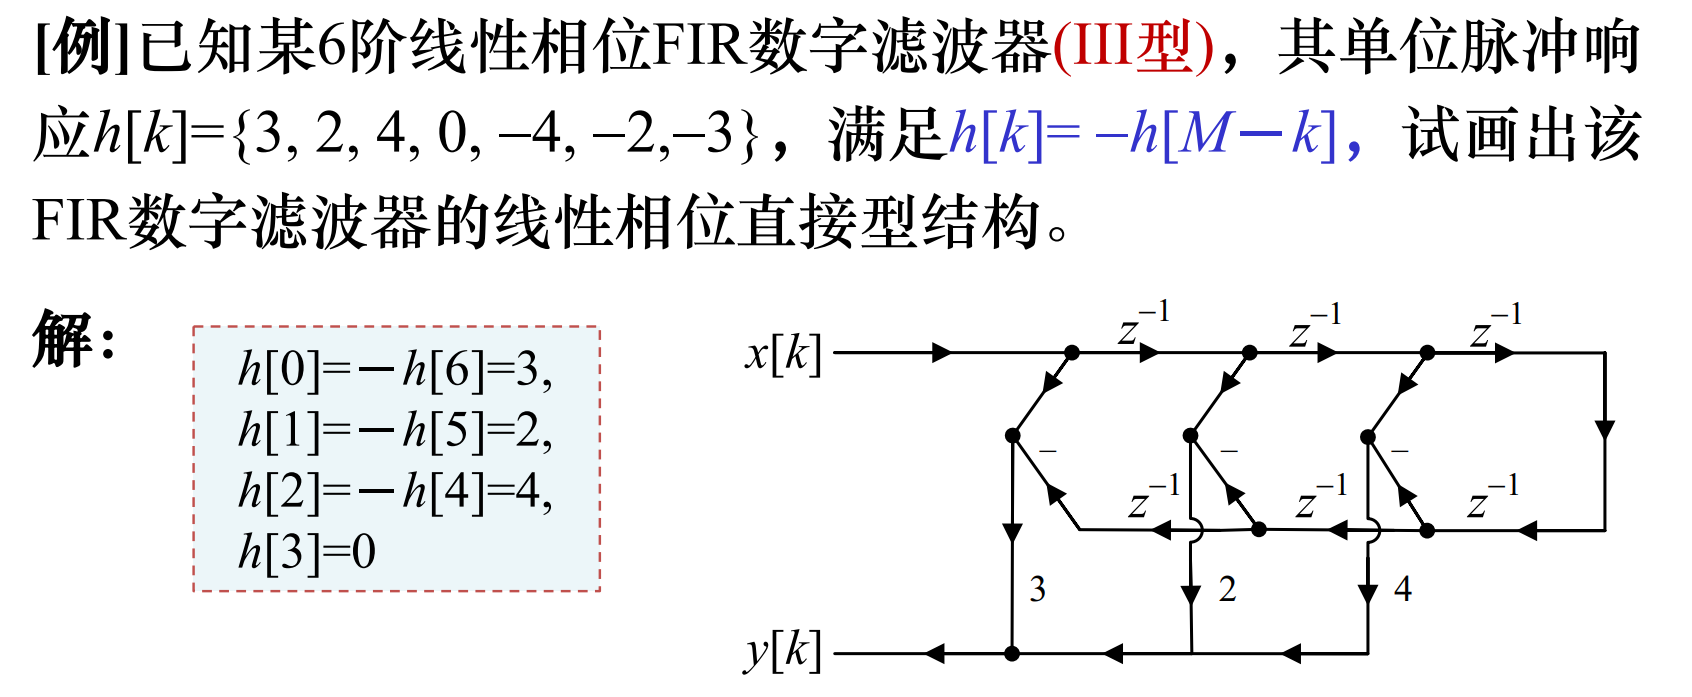 [例]已知某6阶线性相位FIR数字滤波器(III型)，其单位脉冲响
应h[k]={3, 2, 4, 0, –4, –2,–3}，满足h[k]= –h[M– k]，试画出该
FIR数字滤波器的线性相位直接型结构。
解：
h[0]=– h[6]=3,
h[1]=– h[5]=2,
h[2]=– h[4]=4,
h[3]=0
x[k]
z⁻¹ z⁻¹ z⁻¹
– – –
z⁻¹ z⁻¹ z⁻¹
3 2 4
y[k]